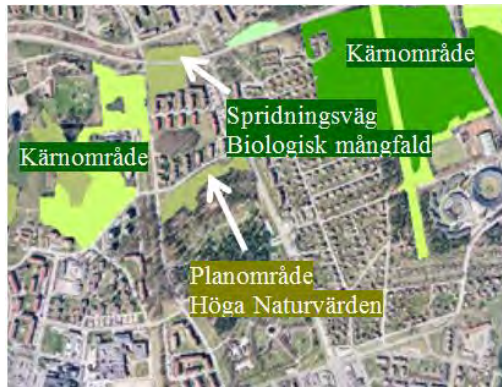 Kärnområde
Spridningsväg
Biologisk mångfald
Kärnområde
Planområde
Höga Naturvärden